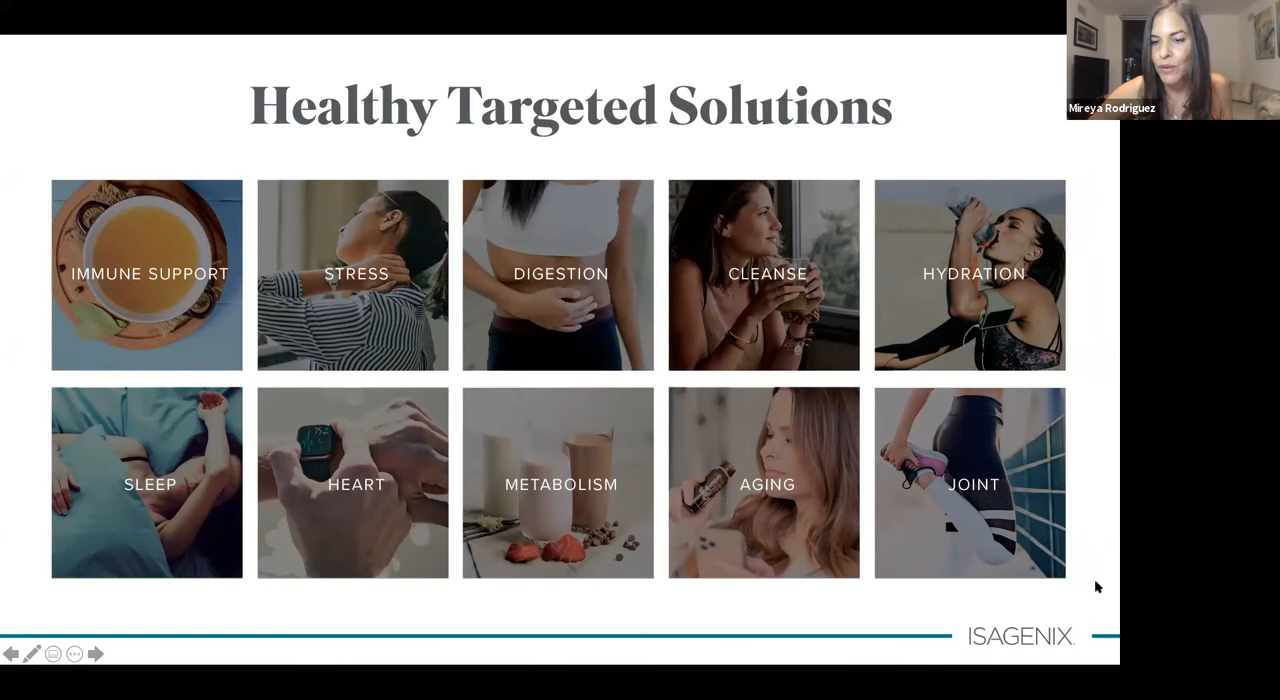 Healthy Targeted Solutions
Mireya Rodriguez
IMMUNE SUPPORT
STRESS
DIGESTION
CLEANSE
HYDRATION
SLEEP
HEART
METABOLISM
AGING
JOINT
ISAGENIX